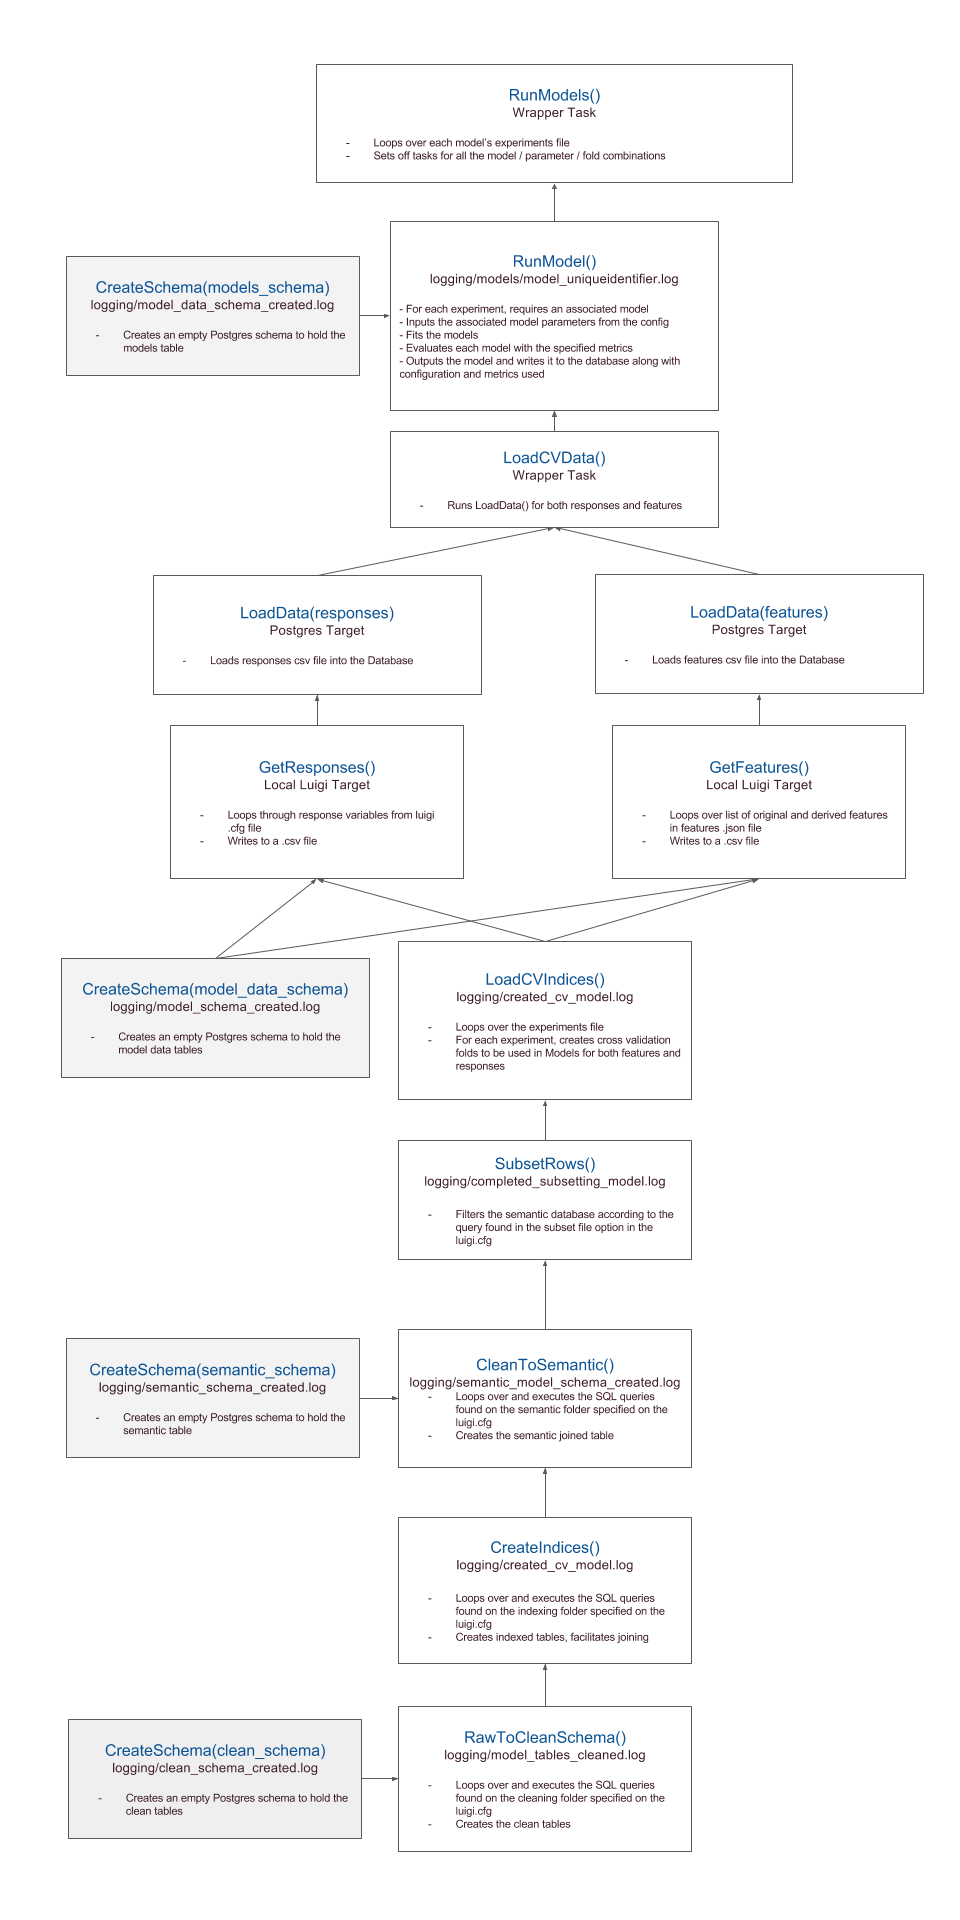 RunModels()
Wrapper Task
- Loops over each model's experiments file
- Sets off tasks for all the model / parameter / fold combinations
RunModel()
logging/models/model_uniqueidentifier.log
- For each experiment, requires an associated model
- Inputs the associated model parameters from the config
- Fits the models
- Evaluates each model with the specified metrics
- Outputs the model and writes it to the database along with
configuration and metrics used
CreateSchema(models_schema)
logging/model_data_schema_created.log
- Creates an empty Postgres schema to hold the
models table
LoadCVData()
Wrapper Task
- Runs LoadData() for both responses and features
LoadData(responses)
Postgres Target
- Loads responses csv file into the Database
LoadData(features)
Postgres Target
- Loads features csv file into the Database
GetResponses()
Local Luigi Target
- Loops through response variables from luigi
.cfg file
- Writes to a .csv file
GetFeatures()
Local Luigi Target
- Loops over list of original and derived features
in features .json file
- Writes to a .csv file
CreateSchema(model_data_schema)
logging/model_schema_created.log
- Creates an empty Postgres schema to hold the
model data tables
LoadCVIndices()
logging/created_cv_model.log
- Loops over the experiments file
- For each experiment, creates cross validation
folds to be used in Models for both features and
responses
SubsetRows()
logging/completed_subsetting_model.log
- Filters the semantic database according to the
query found in the subset file option in the
luigi.cfg
CreateSchema(semantic_schema)
logging/semantic_schema_created.log
- Creates an empty Postgres schema to hold the
semantic table
CleanToSemantic()
logging/semantic_model_schema_created.log
- Loops over and executes the SQL queries
found on the semantic folder specified on the
luigi.cfg
- Creates the semantic joined table
CreateIndices()
logging/created_cv_model.log
- Loops over and executes the SQL queries
found on the indexing folder specified on the
luigi.cfg
- Creates indexed tables, facilitates joining
CreateSchema(clean_schema)
logging/clean_schema_created.log
- Creates an empty Postgres schema to hold the
clean tables
RawToCleanSchema()
logging/model_tables_cleaned.log
- Loops over and executes the SQL queries
found on the cleaning folder specified on the
luigi.cfg
- Creates the clean tables